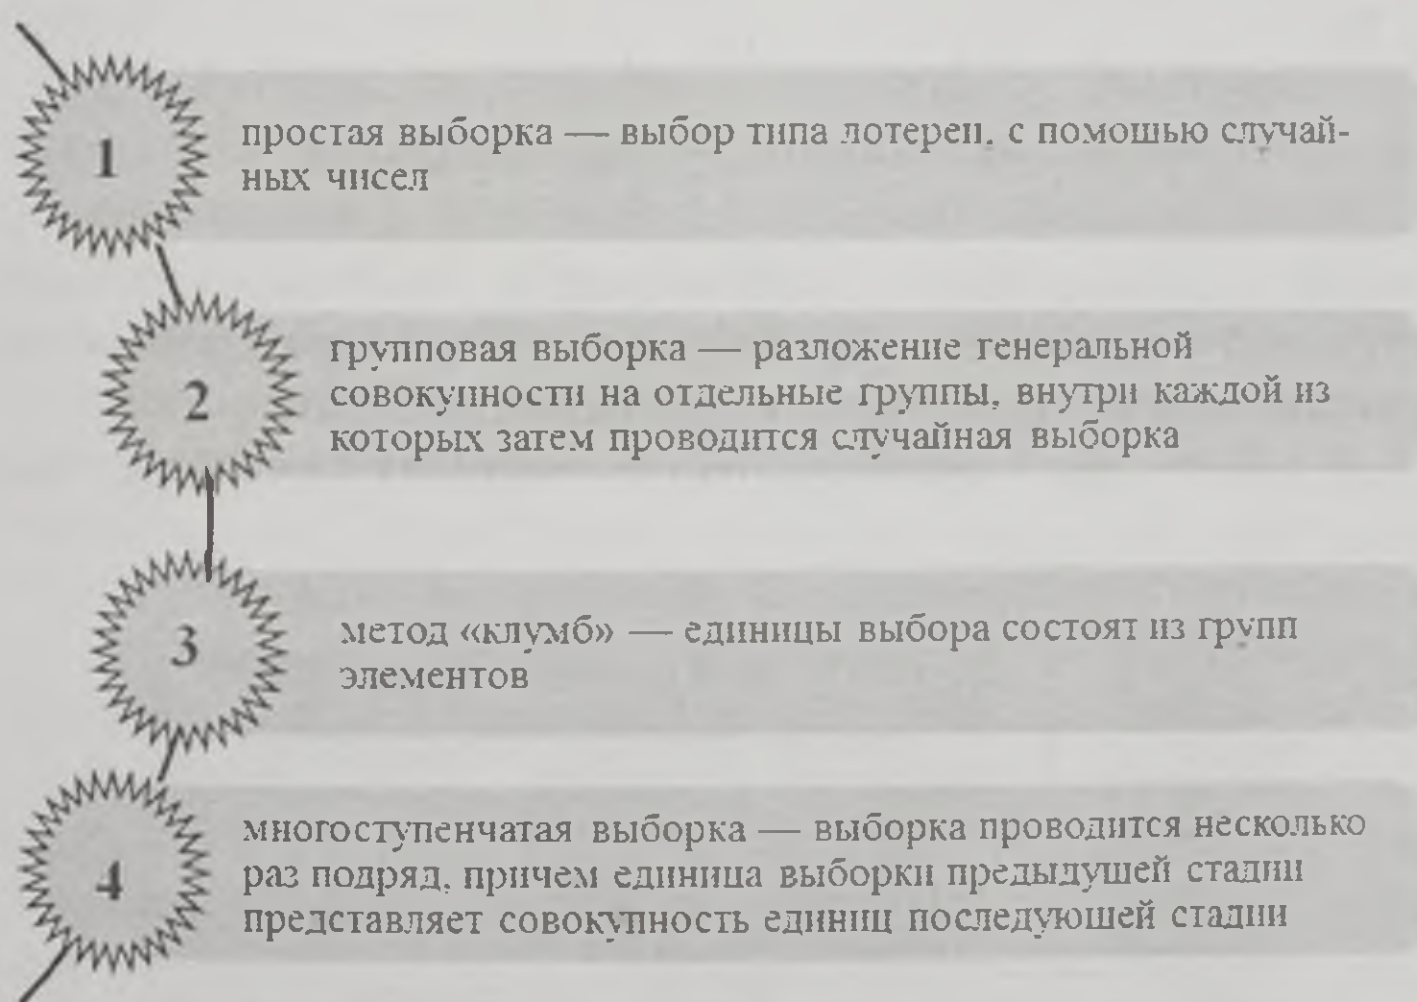 1
простая выборка — выбор типа лотереи, с помощью случай-
ных чисел
2
групповая выборка — разложение генеральной
совокупности на отдельные группы, внутри каждой из
которых затем проводится случайная выборка
3
метод «клумб» — единицы выбора состоят из групп
элементов
4
многоступенчатая выборка — выборка проводится несколько
раз подряд, причем единица выборки предыдущей стадии
представляет совокупность единиц последующей стадии